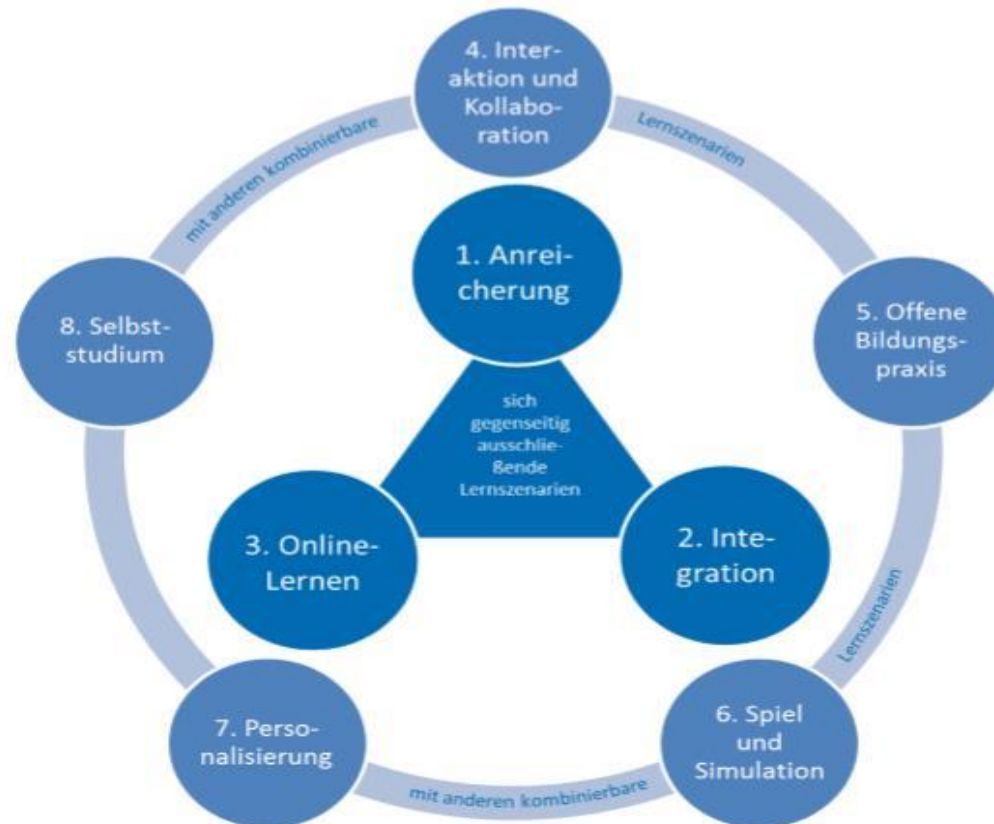 4. Inter-
aktion und
Kollabo-
ration
mit anderen kombinierbare
Lernszenarien
1. Anrei-
cherung
8. Selbst-
studium
5. Offene
Bildungs-
praxis
sich
gegenseitig
ausschlie-
ßende
Lernszenarien
3. Online-
Lernen
2. Inte-
gration
Lernszenarien
7. Perso-
nalisierung
6. Spiel
und
Simulation
mit anderen kombinierbare